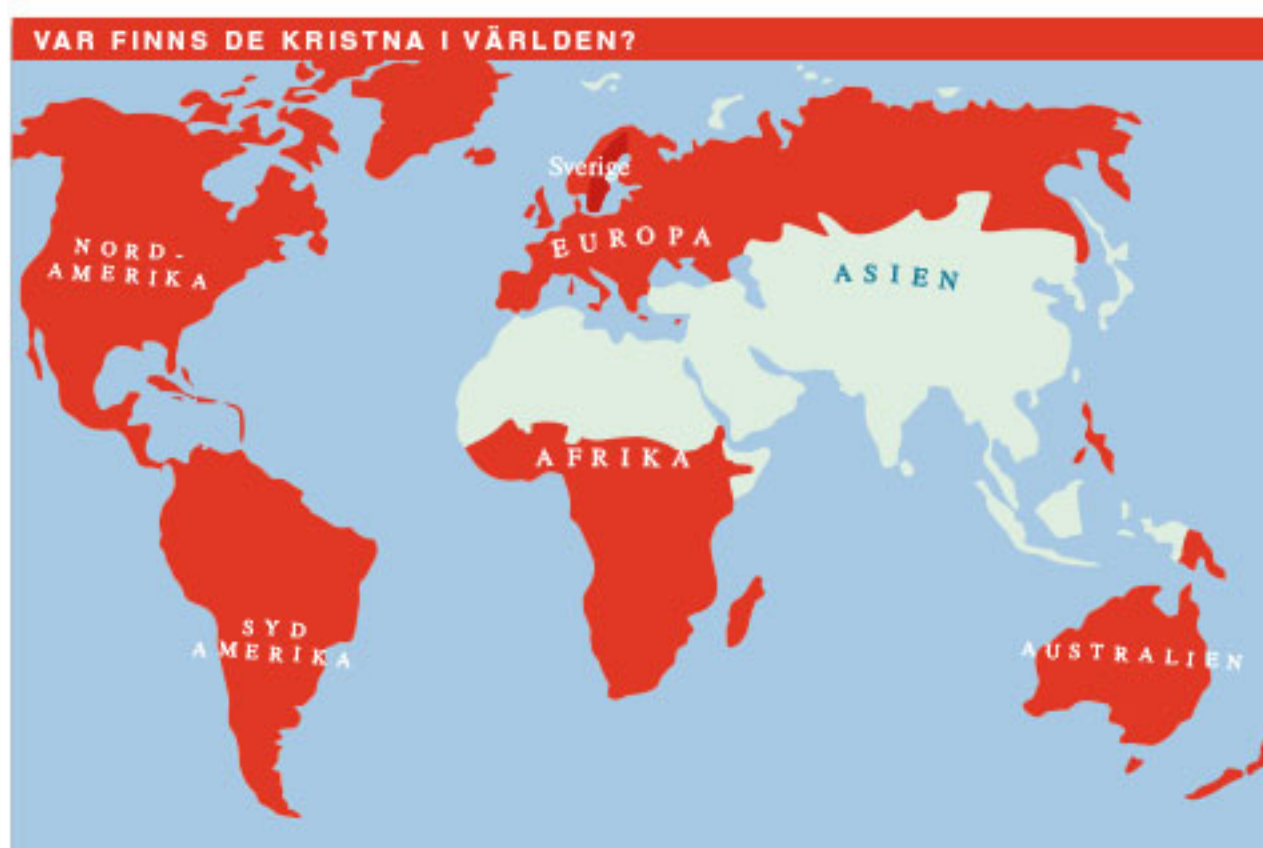 VAR FINNS DE KRISTNA I VÄRLDEN?
Sverige
NORD-
AMERIKA
EUROPA
ASIEN
AFRIKA
SYD
AMERIKA
AUSTRALIEN